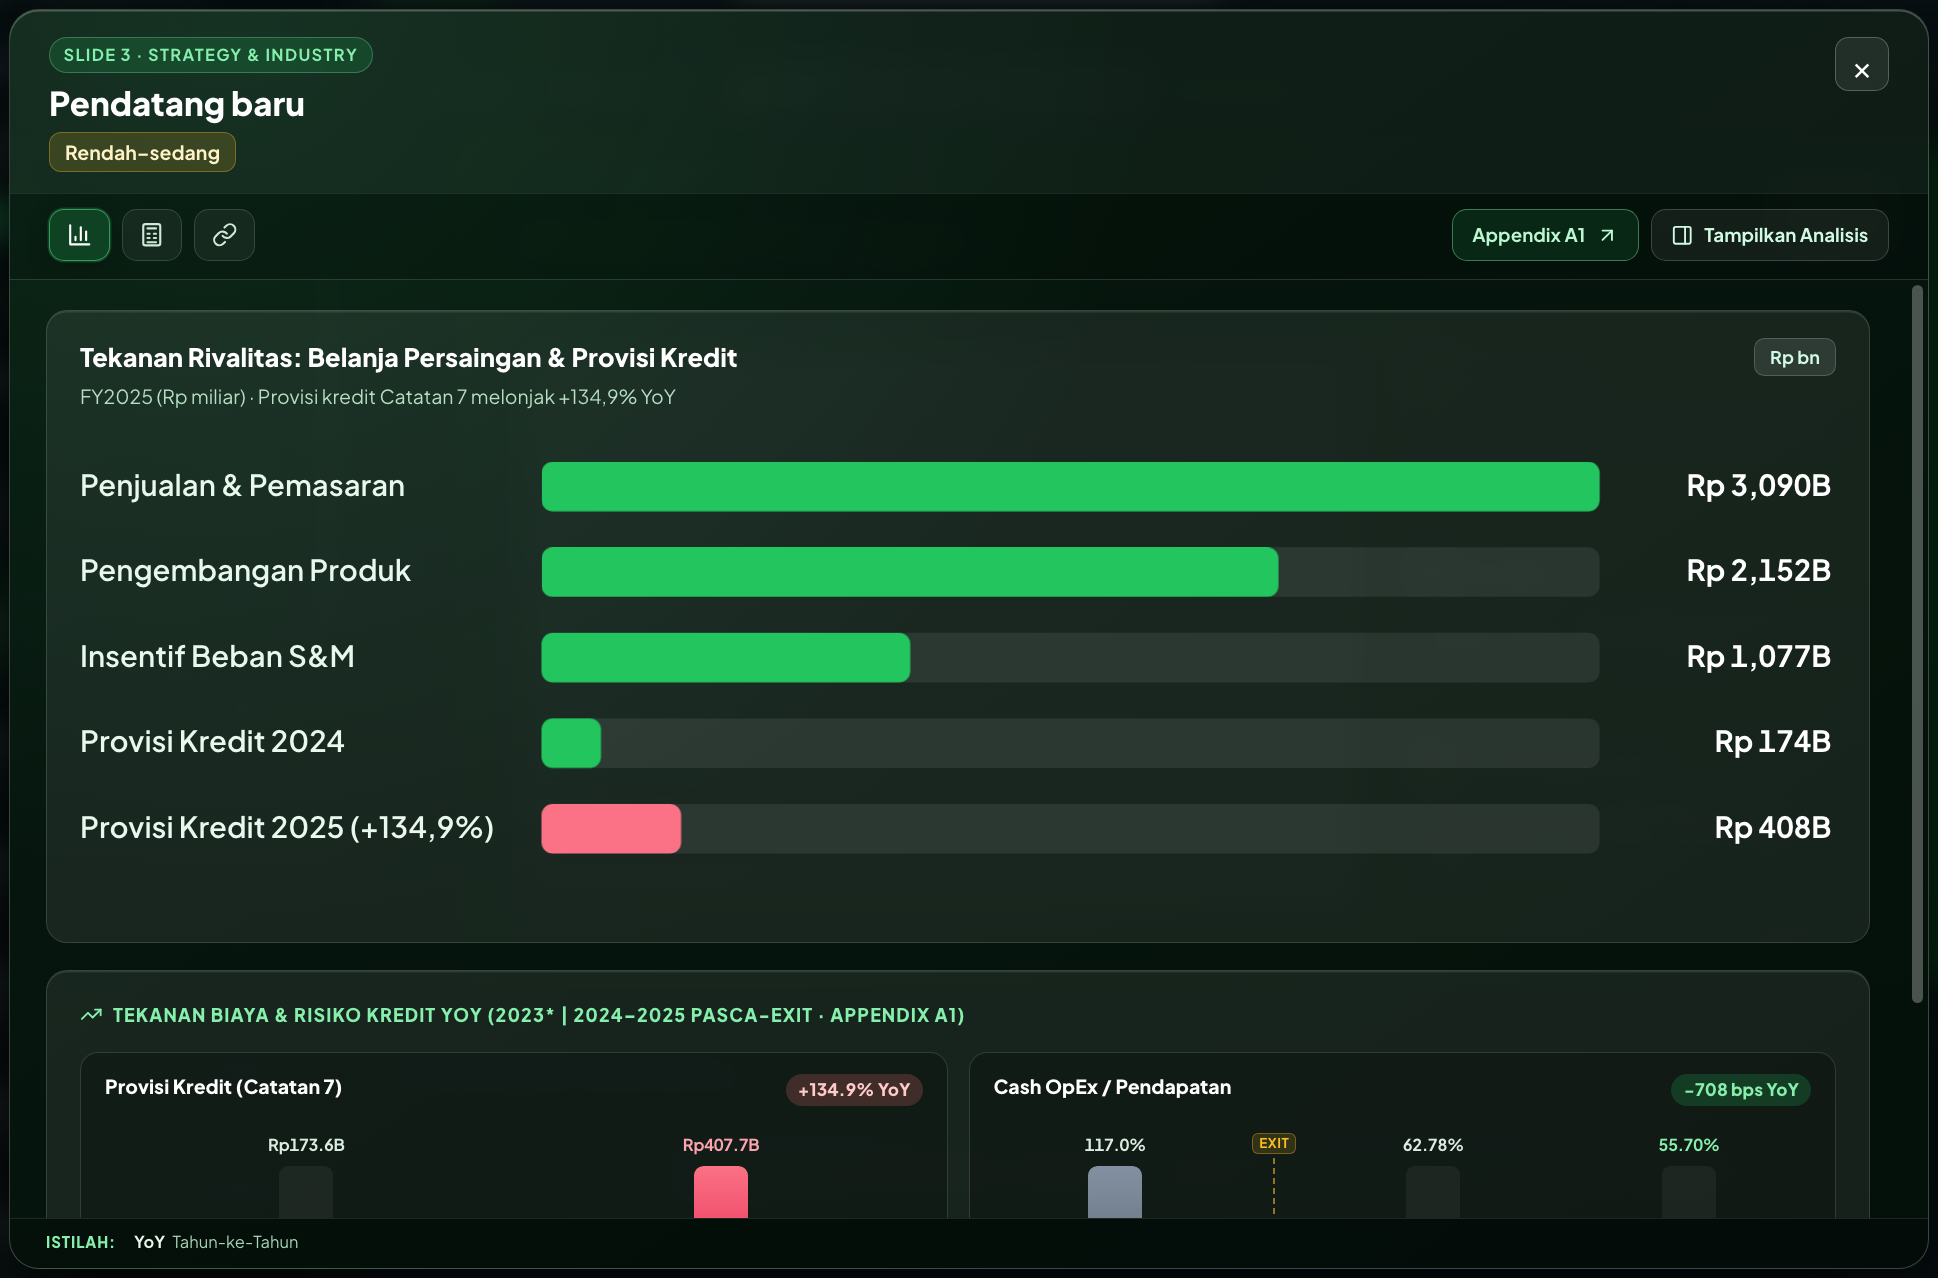 SLIDE 3 · STRATEGY & INDUSTRY
Pendatang baru
Rendah–sedang
Appendix A1
Tampilkan Analisis
Tekanan Rivalitas: Belanja Persaingan & Provisi Kredit
Rp bn
FY2025 (Rp miliar) · Provisi kredit Catatan 7 melonjak +134,9% YoY
Penjualan & Pemasaran Rp 3,090B
Pengembangan Produk Rp 2,152B
Insentif Beban S&M Rp 1,077B
Provisi Kredit 2024 Rp 174B
Provisi Kredit 2025 (+134,9%) Rp 408B
TEKANAN BIAYA & RISIKO KREDIT YOY (2023* | 2024–2025 PASCA-EXIT · APPENDIX A1)
Provisi Kredit (Catatan 7) +134.9% YoY
Rp173.6B Rp407.7B
Cash OpEx / Pendapatan -708 bps YoY
117.0% EXIT 62.78% 55.70%
ISTILAH: YoY Tahun-ke-Tahun